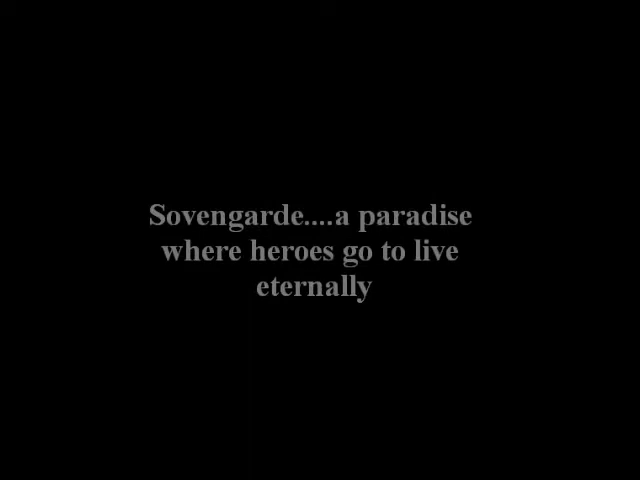 Sovengarde....a paradise
where heroes go to live
eternally